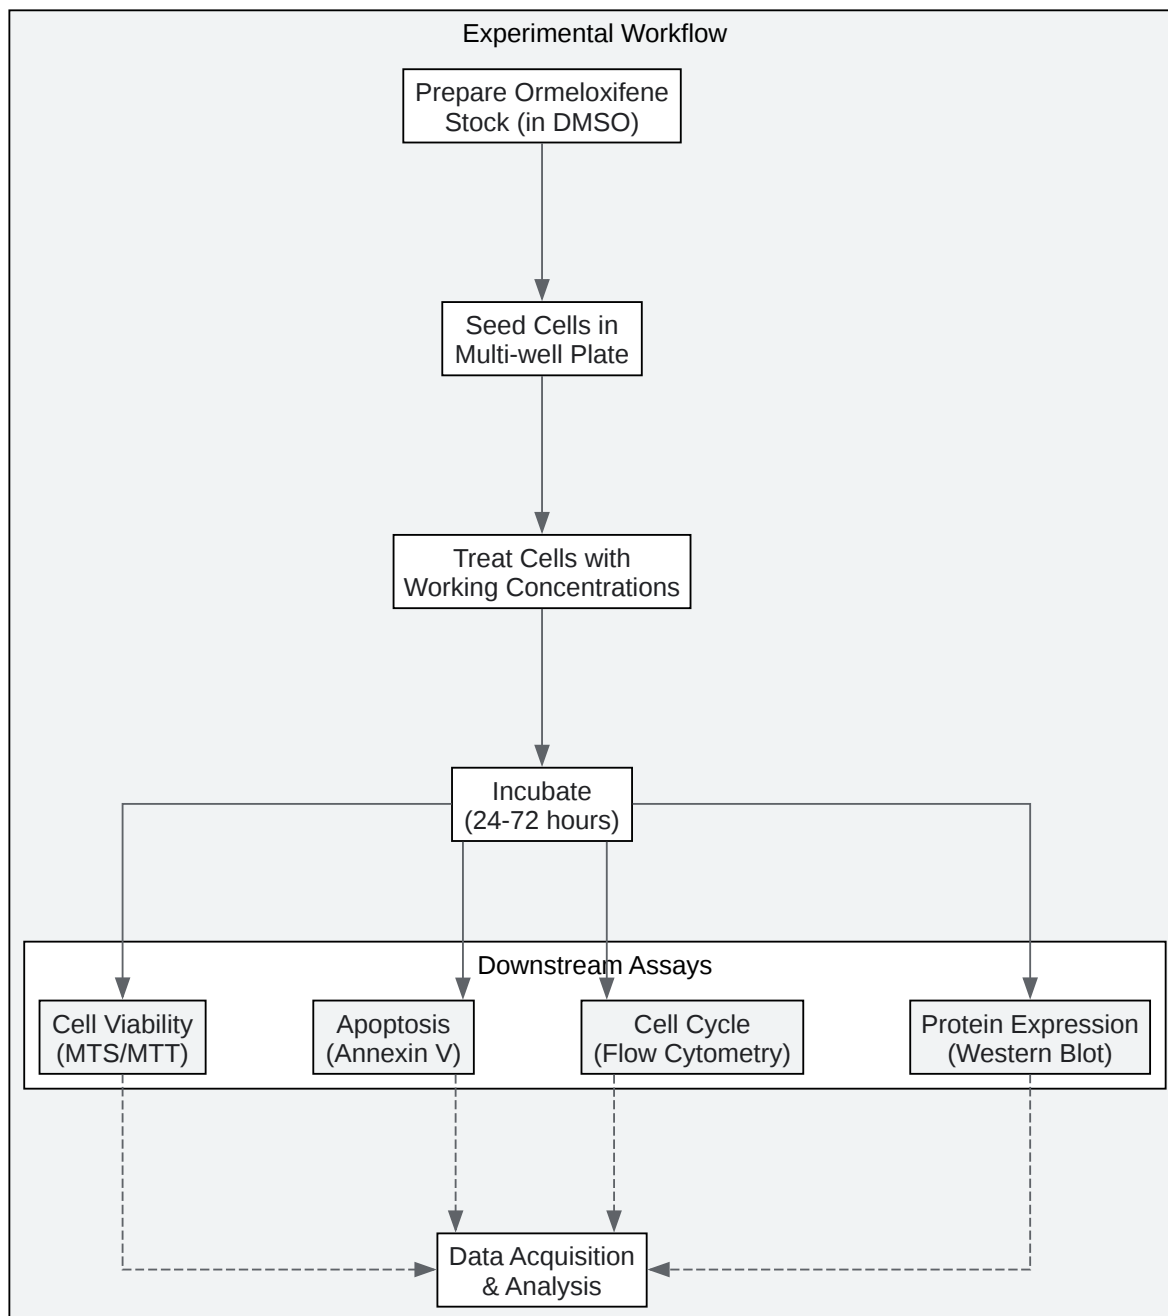 Experimental Workflow
Prepare Ormeloxifene
Stock (in DMSO)
Seed Cells in
Multi-well Plate
Treat Cells with
Working Concentrations
Incubate
(24-72 hours)
Downstream Assays
Cell Viability
(MTS/MTT)
Apoptosis
(Annexin V)
Cell Cycle
(Flow Cytometry)
Protein Expression
(Western Blot)
Data Acquisition
& Analysis